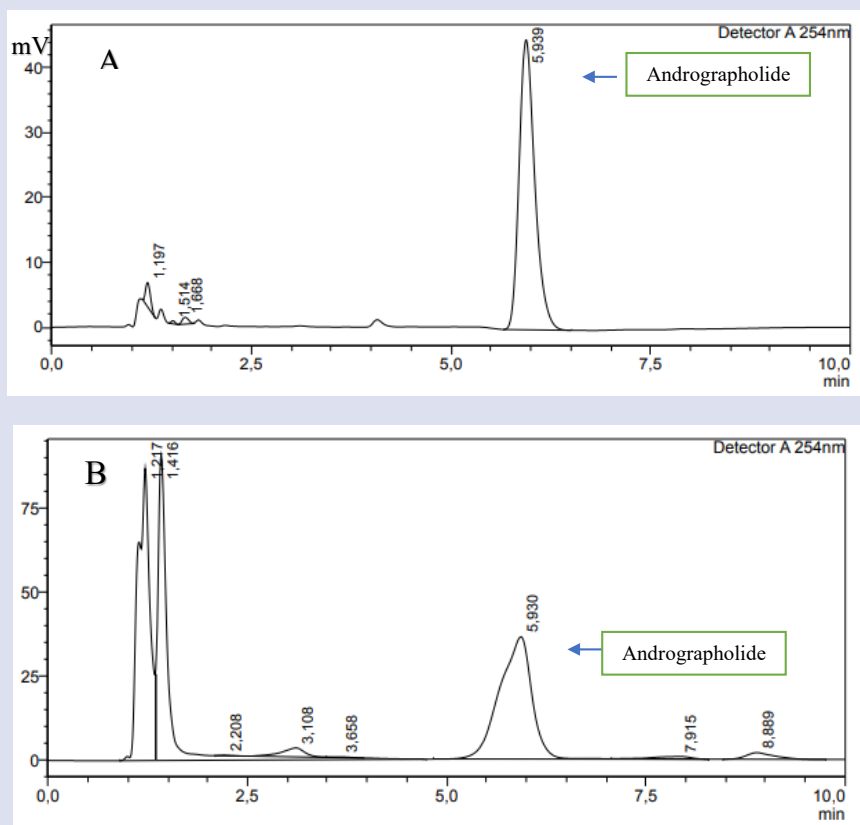 Detector A 254nm
mV
A
5,939
Andrographolide
40
30
20
10
0
1,197
1,514
1,668
0,0 2,5 5,0 7,5 10,0
min
Detector A 254nm
B
1,217
1,416
75
50
25
0
5,930
Andrographolide
2,208
3,108
3,658
7,915
8,889
0,0 2,5 5,0 7,5 10,0
min